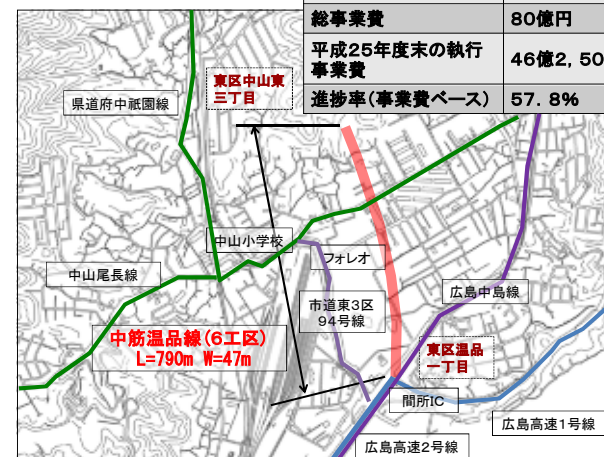 総事業費 80億円
平成25年度末の執行
事業費 46億2,50
進捗率(事業費ベース) 57.8%
東区中山東
三丁目
県道府中祇園線
中山小学校
フォレオ
中山尾長線
市道東3区
94号線
広島中島線
中筋温品線(6工区)
L=790m W=47m
東区温品
一丁目
間所IC
広島高速1号線
広島高速2号線